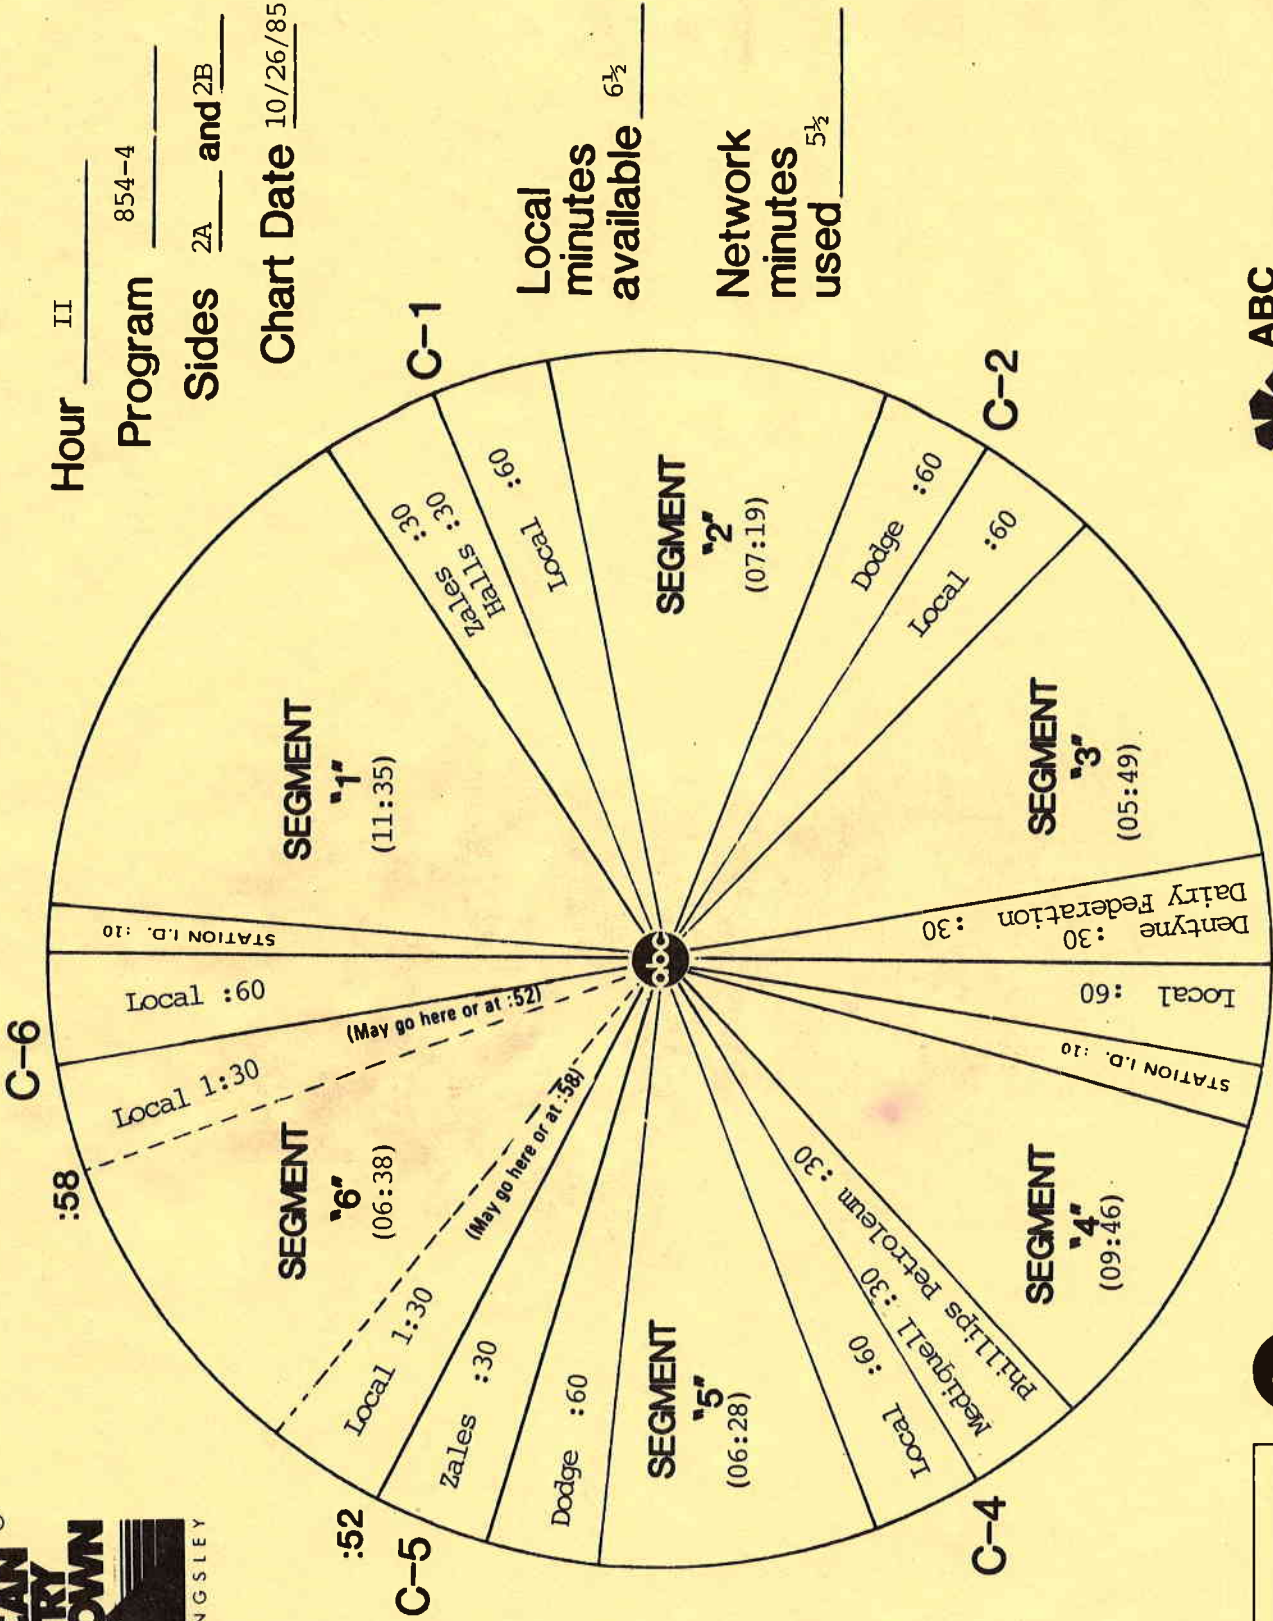 Hour II
Program 854-4
Sides 2A and 2B
Chart Date 10/26/85
Local
minutes
available 6½
Network
minutes
used 5½
ABC
STATION I.D. :10
SEGMENT
"1"
(11:35)
Zales :30
Halls :30
C-1
Local :60
SEGMENT
"2"
(07:19)
Dodge :60
C-2
Local :60
SEGMENT
"3"
(05:49)
Dairy Federation :30
Dentyne :30
Local :60
STATION I.D. :10
SEGMENT
"4"
(09:46)
Phillips Petroleum :30
Mediquell :30
C-4
Local :60
SEGMENT
"5"
(06:28)
Dodge :60
C-5
Zales :30
:52
Local 1:30
(May go here or at :58)
SEGMENT
"6"
(06:38)
:58
Local 1:30
(May go here or at :52)
C-6
Local :60
abc
NGSLEY